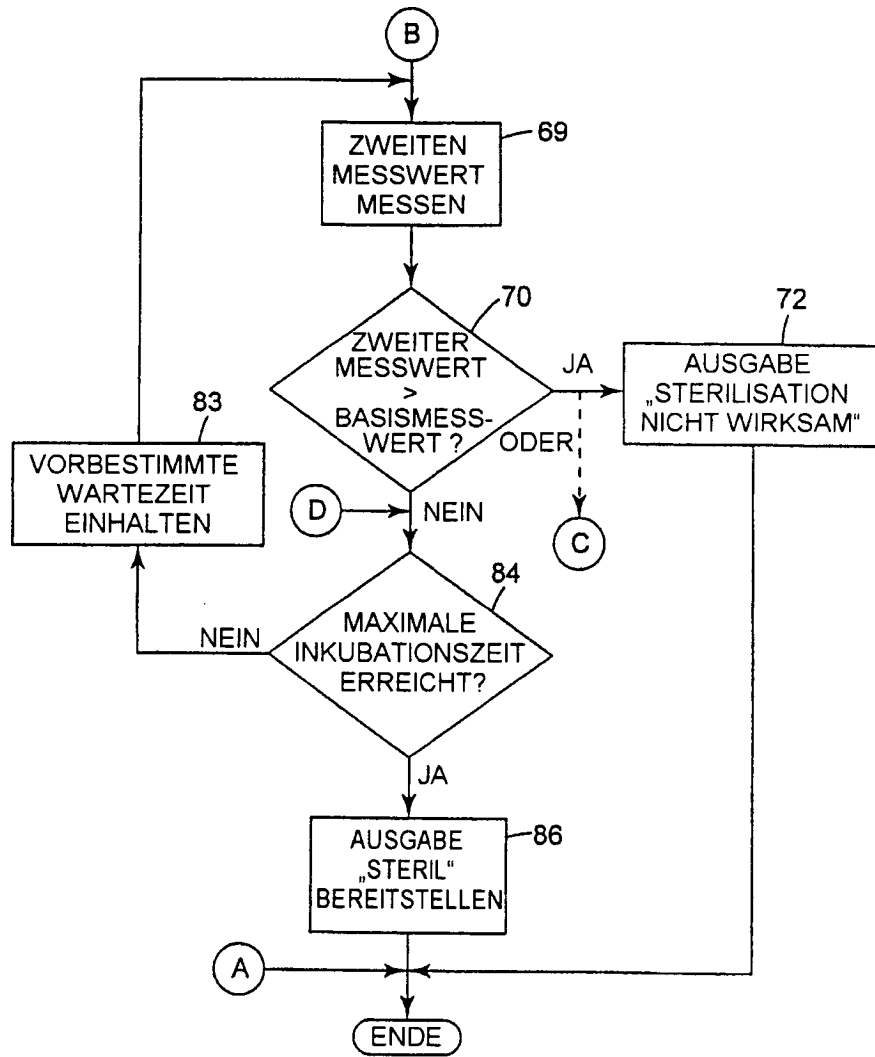 B
69
ZWEITEN
MESSWERT
MESSEN
70
ZWEITER
MESSWERT
>
BASISMESS-
WERT ?
JA
ODER
72
AUSGABE
„STERILISATION
NICHT WIRKSAM“
C
83
VORBESTIMMTE
WARTEZEIT
EINHALTEN
D
NEIN
84
MAXIMALE
INKUBATIONSZEIT
ERREICHT?
NEIN
JA
86
AUSGABE
„STERIL“
BEREITSTELLEN
A
ENDE